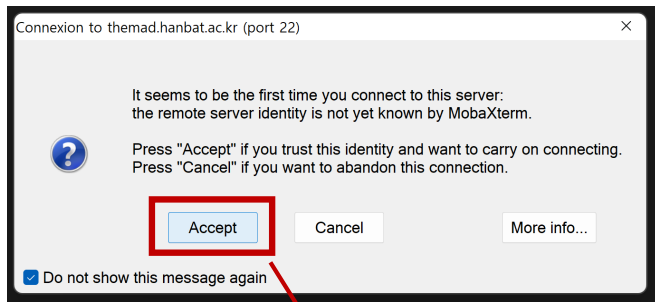 Connexion to themad.hanbat.ac.kr (port 22)
It seems to be the first time you connect to this server:
the remote server identity is not yet known by MobaXterm.
Press "Accept" if you trust this identity and want to carry on connecting.
Press "Cancel" if you want to abandon this connection.
Accept Cancel More info...
Do not show this message again